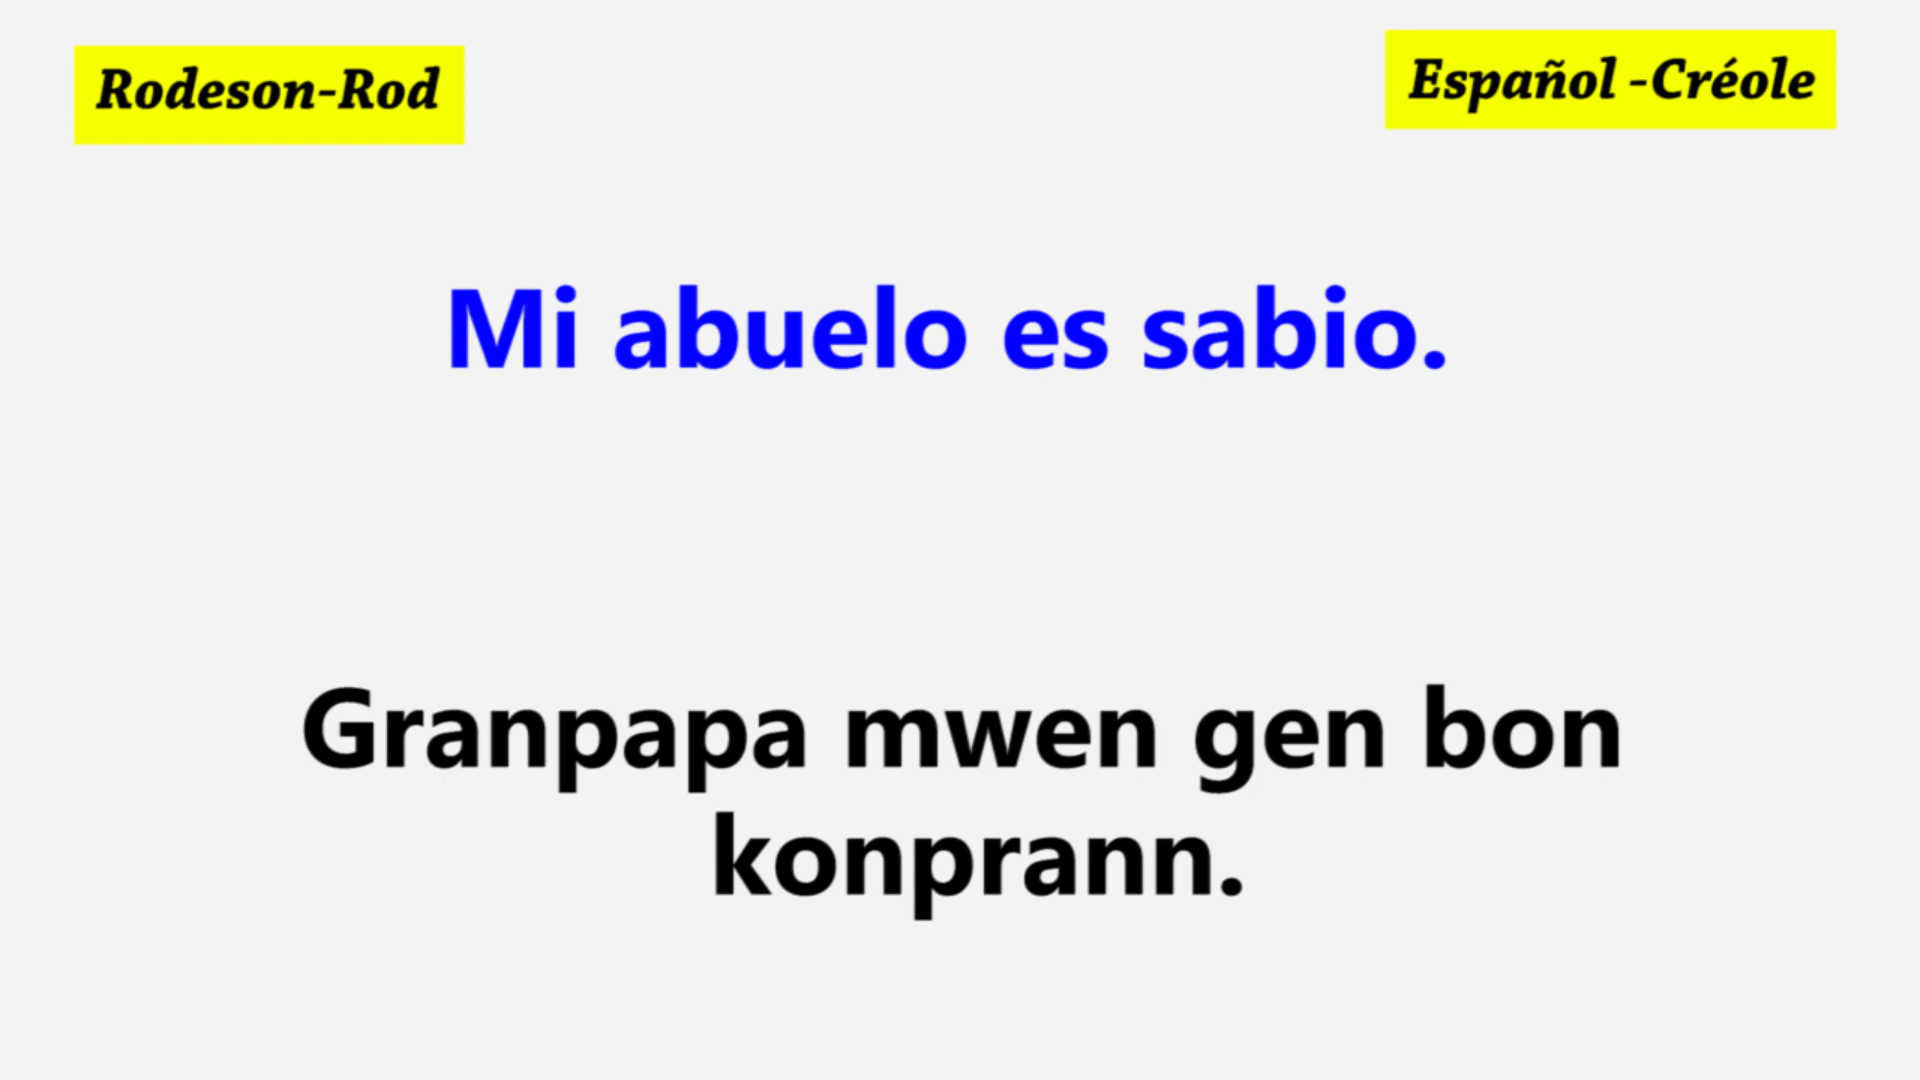 Rodeson-Rod
Español -Créole
Mi abuelo es sabio.
Granpapa mwen gen bon
konprann.